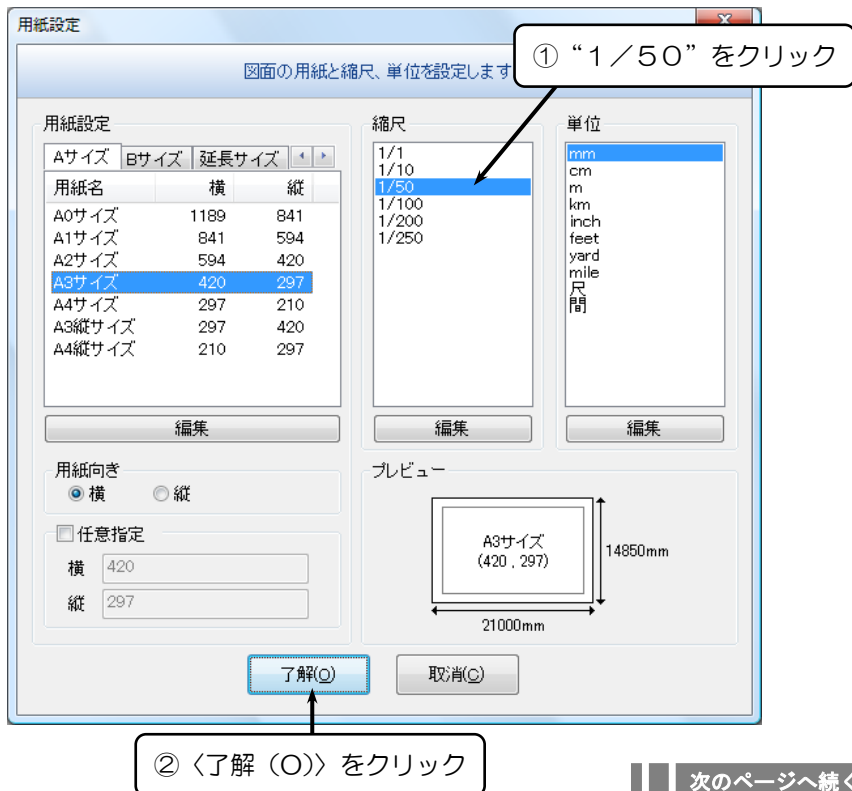 用紙設定
① “１／５０”をクリック
図面の用紙と縮尺、単位を設定します
用紙設定
Aサイズ Bサイズ 延長サイズ
用紙名 横 縦
A0サイズ 1189 841
A1サイズ 841 594
A2サイズ 594 420
A3サイズ 420 297
A4サイズ 297 210
A3縦サイズ 297 420
A4縦サイズ 210 297
編集
縮尺
1/1
1/10
1/50
1/100
1/200
1/250
編集
単位
mm
cm
m
km
inch
feet
yard
mile
尺
間
編集
用紙向き
横 縦
任意指定
横 420
縦 297
プレビュー
A3サイズ
(420 , 297)
14850mm
21000mm
了解(O) 取消(C)
② 〈了解（O)〉をクリック
次のページへ続く